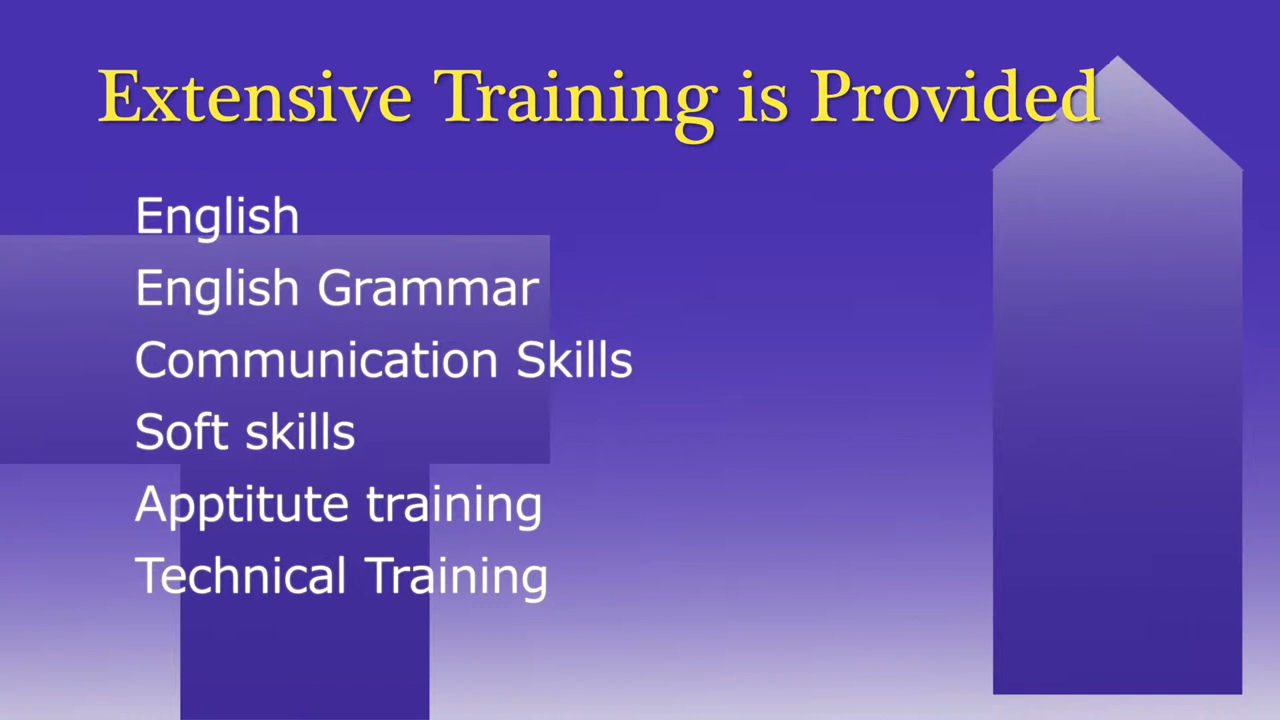 Extensive Training is Provided
English
English Grammar
Communication Skills
Soft skills
Apptitute training
Technical Training